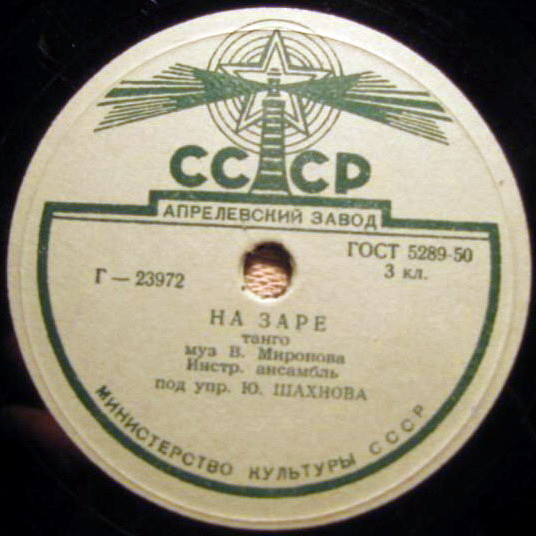 СССР
АПРЕЛЕВСКИЙ ЗАВОД
ГОСТ 5289-50
3 кл.
Г — 23972
НА ЗАРЕ
танго
муз В. Миронова
Инстр. ансамбль
под упр. Ю. ШАХНОВА
МИНИСТЕРСТВО КУЛЬТУРЫ СССР